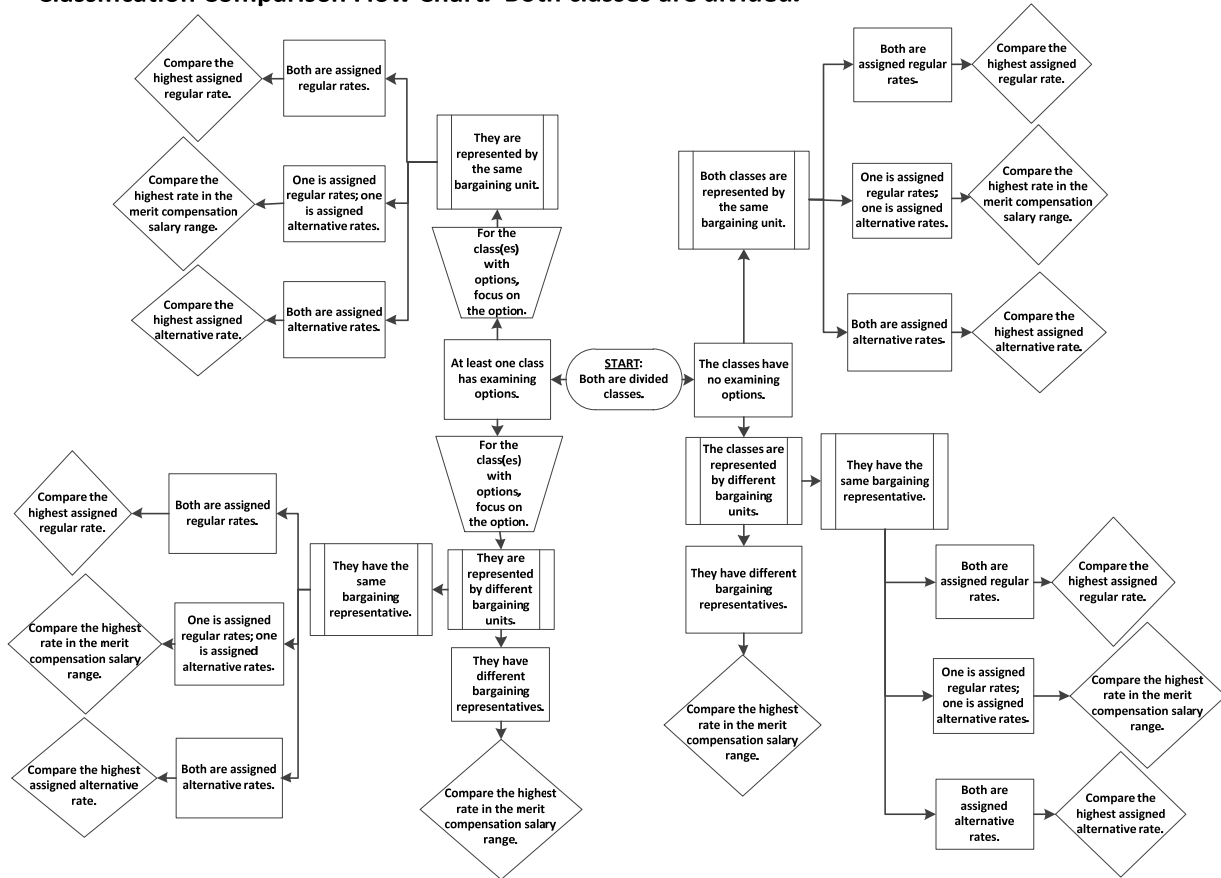 Classification Comparison Flow Chart: Both classes are divided.
Compare the
highest assigned
regular rate.
Both are assigned
regular rates.
They are
represented by
the same
bargaining unit.
Compare the
highest rate in the
merit compensation
salary range.
One is assigned
regular rates; one
is assigned
alternative rates.
For the
class(es)
with
options,
focus on
the option.
Compare the
highest assigned
alternative rate.
Both are assigned
alternative rates.
At least one class
has examining
options.
START:
Both are divided
classes.
The classes have
no examining
options.
Both classes are
represented by
the same
bargaining unit.
Both are
assigned regular
rates.
Compare the
highest assigned
regular rate.
One is assigned
regular rates;
one is assigned
alternative rates.
Compare the
highest rate in the
merit compensation
salary range.
Both are assigned
alternative rates.
Compare the
highest assigned
alternative rate.
For the
class(es)
with
options,
focus on
the option.
They are
represented
by different
bargaining
units.
They have the
same
bargaining
representative.
Compare the
highest assigned
regular rate.
Both are assigned
regular rates.
Compare the highest
rate in the merit
compensation salary
range.
One is assigned
regular rates; one
is assigned
alternative rates.
Compare the highest
assigned alternative
rate.
Both are assigned
alternative rates.
They have
different
bargaining
representatives.
Compare the highest
rate in the merit
compensation salary
range.
The classes are
represented
by different
bargaining
units.
They have the
same bargaining
representative.
They have different
bargaining
representatives.
Compare the highest
rate in the merit
compensation salary
range.
Both are
assigned regular
rates.
Compare the
highest assigned
regular rate.
One is assigned
regular rates;
one is assigned
alternative rates.
Compare the highest
rate in the merit
compensation salary
range.
Both are
assigned
alternative
rates.
Compare the
highest assigned
alternative rate.